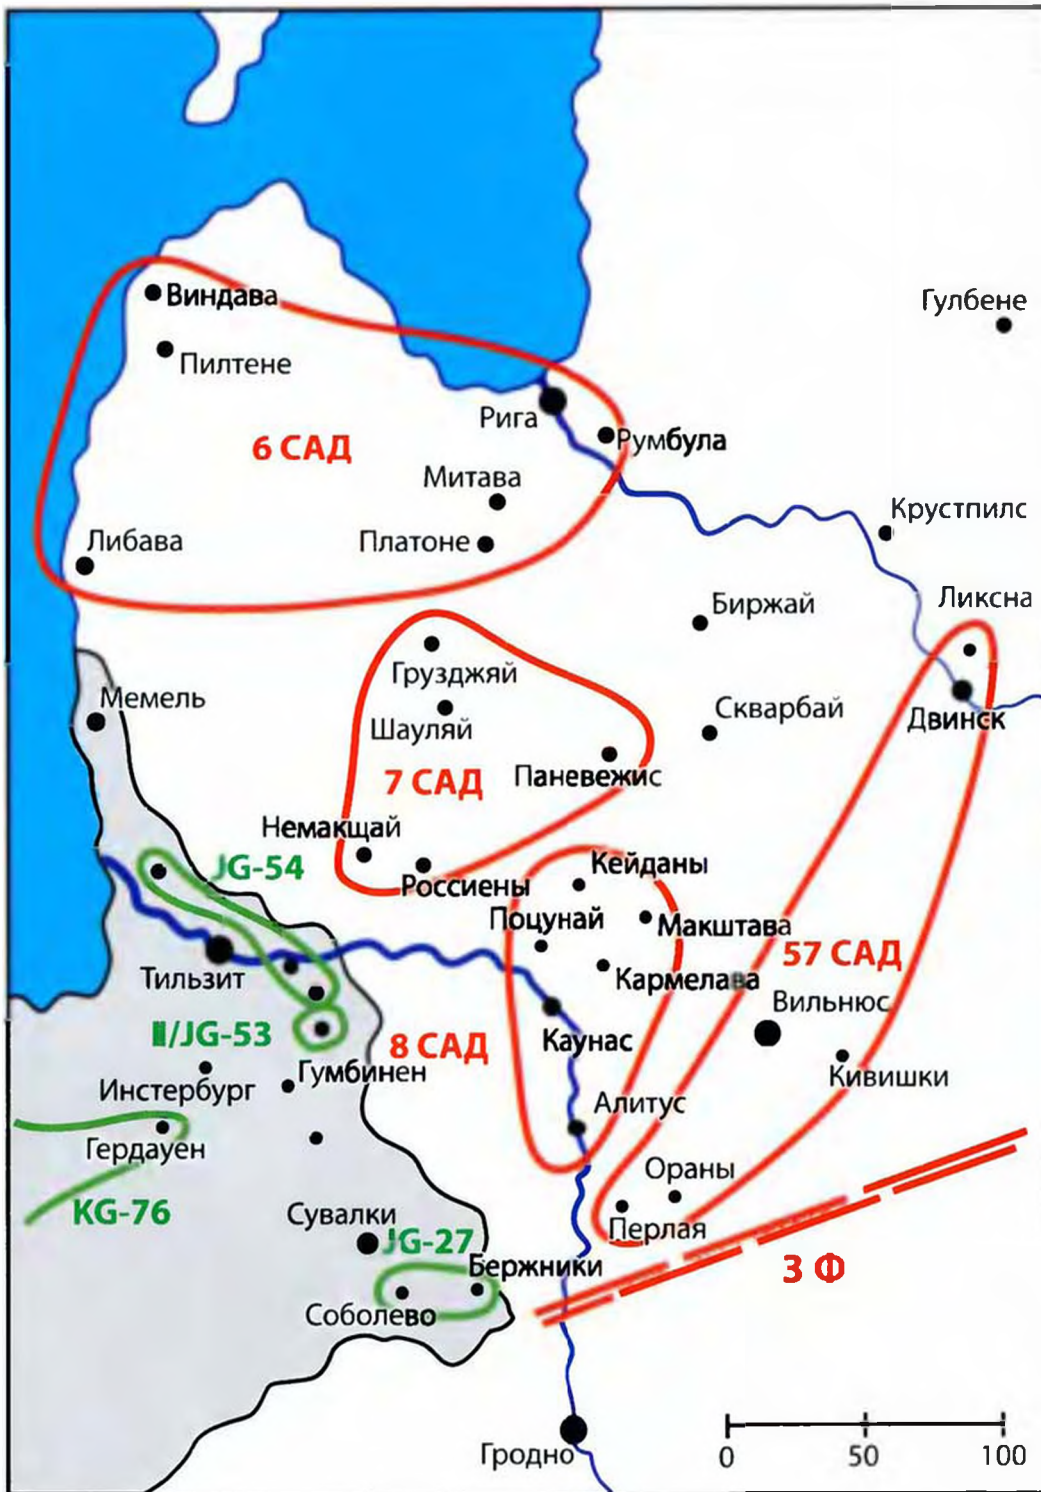 Виндава
Гулбене
Пилтене
Рига
Румбула
6 САД
Митава
Крустпилс
Либава
Платоне
Биржай
Ликсна
Грузджяй
Мемель
Скварбай
Двинск
Шауляй
7 САД
Паневежис
Немакщай
JG-54
Россиены
Кейданы
Поцунай
Макштава
57 САД
Тильзит
Кармелава
Вильнюс
II/JG-53
8 САД
Каунас
Гумбинен
Инстербург
Кивишки
Алитус
Гердауен
Ораны
KG-76
Сувалки
Перлая
JG-27
Бержники
3 Ф
Соболево
Гродно
0 50 100